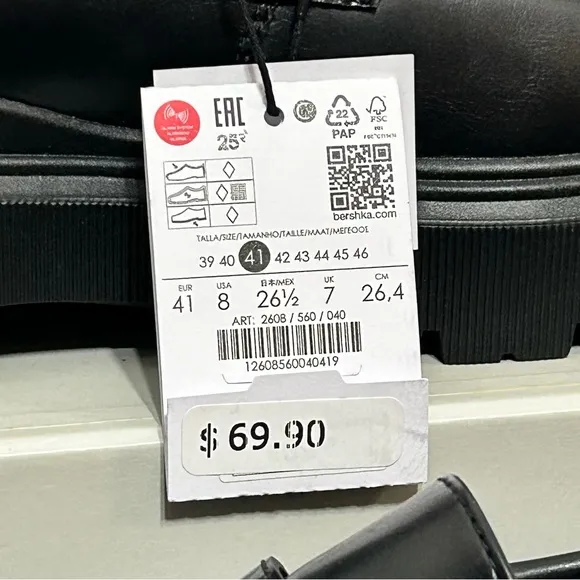 EAC
22
PAP
FSC
25
bershka.com
TALLA/SIZE/TAMANHO/TAILLE/MAAT/ΜΕΓΕΘΟΣ
39 40 41 42 43 44 45 46
EUR USA 日本/MEX UK CM
41 8 26½ 7 26,4
ART: 2608 / 560 / 040
12608560040419
$ 69.90